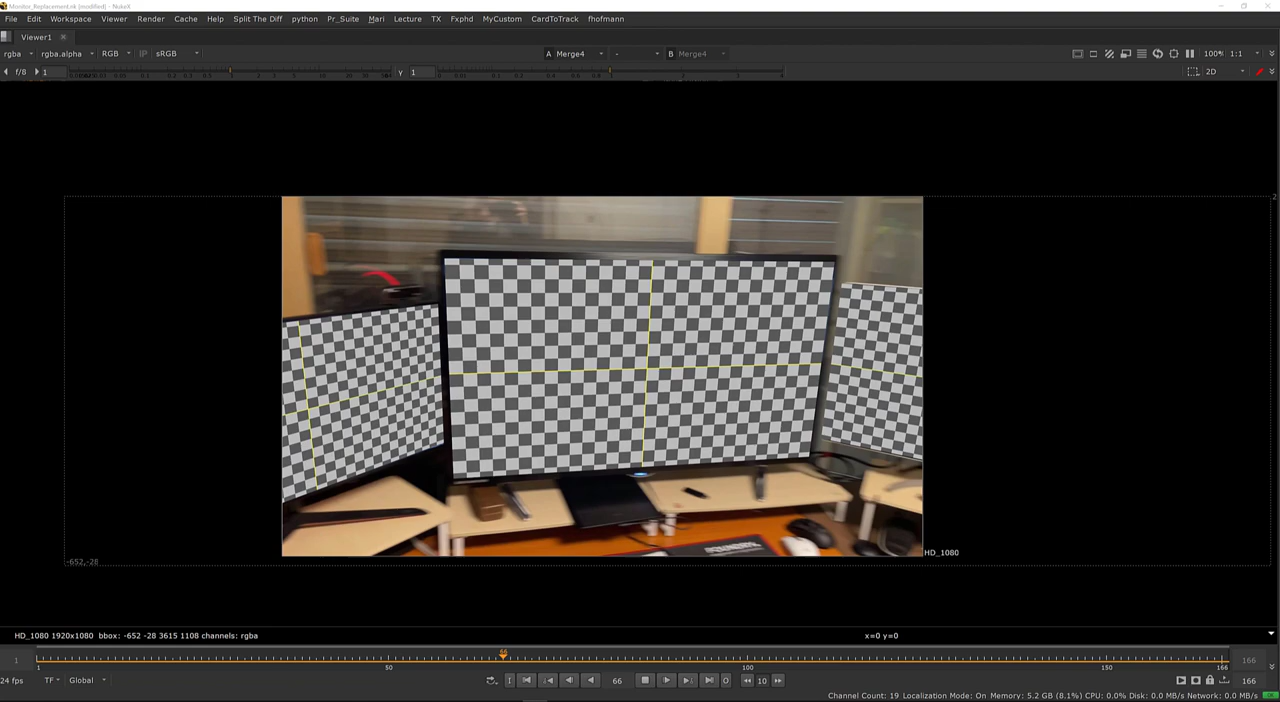 Monitor_Replacement.nk [modified] - NukeX
File Edit Workspace Viewer Render Cache Help Split The Diff python Pr_Suite Mari Lecture TX Fxphd MyCustom CardToTrack fhofmann
Viewer1
rgba rgba.alpha RGB IP sRGB A Merge4 - B Merge4 100% 1:1
f/8 1 Y 1 2D
HD_1080
-652,-28
HD_1080 1920x1080 bbox: -652 -28 3615 1108 channels: rgba x=0 y=0
66
1 1 50 100 150 166 166
24 fps TF Global 66 10 166
Channel Count: 19 Localization Mode: On Memory: 5.2 GB (8.1%) CPU: 0.0% Disk: 0.0 MB/s Network: 0.0 MB/s